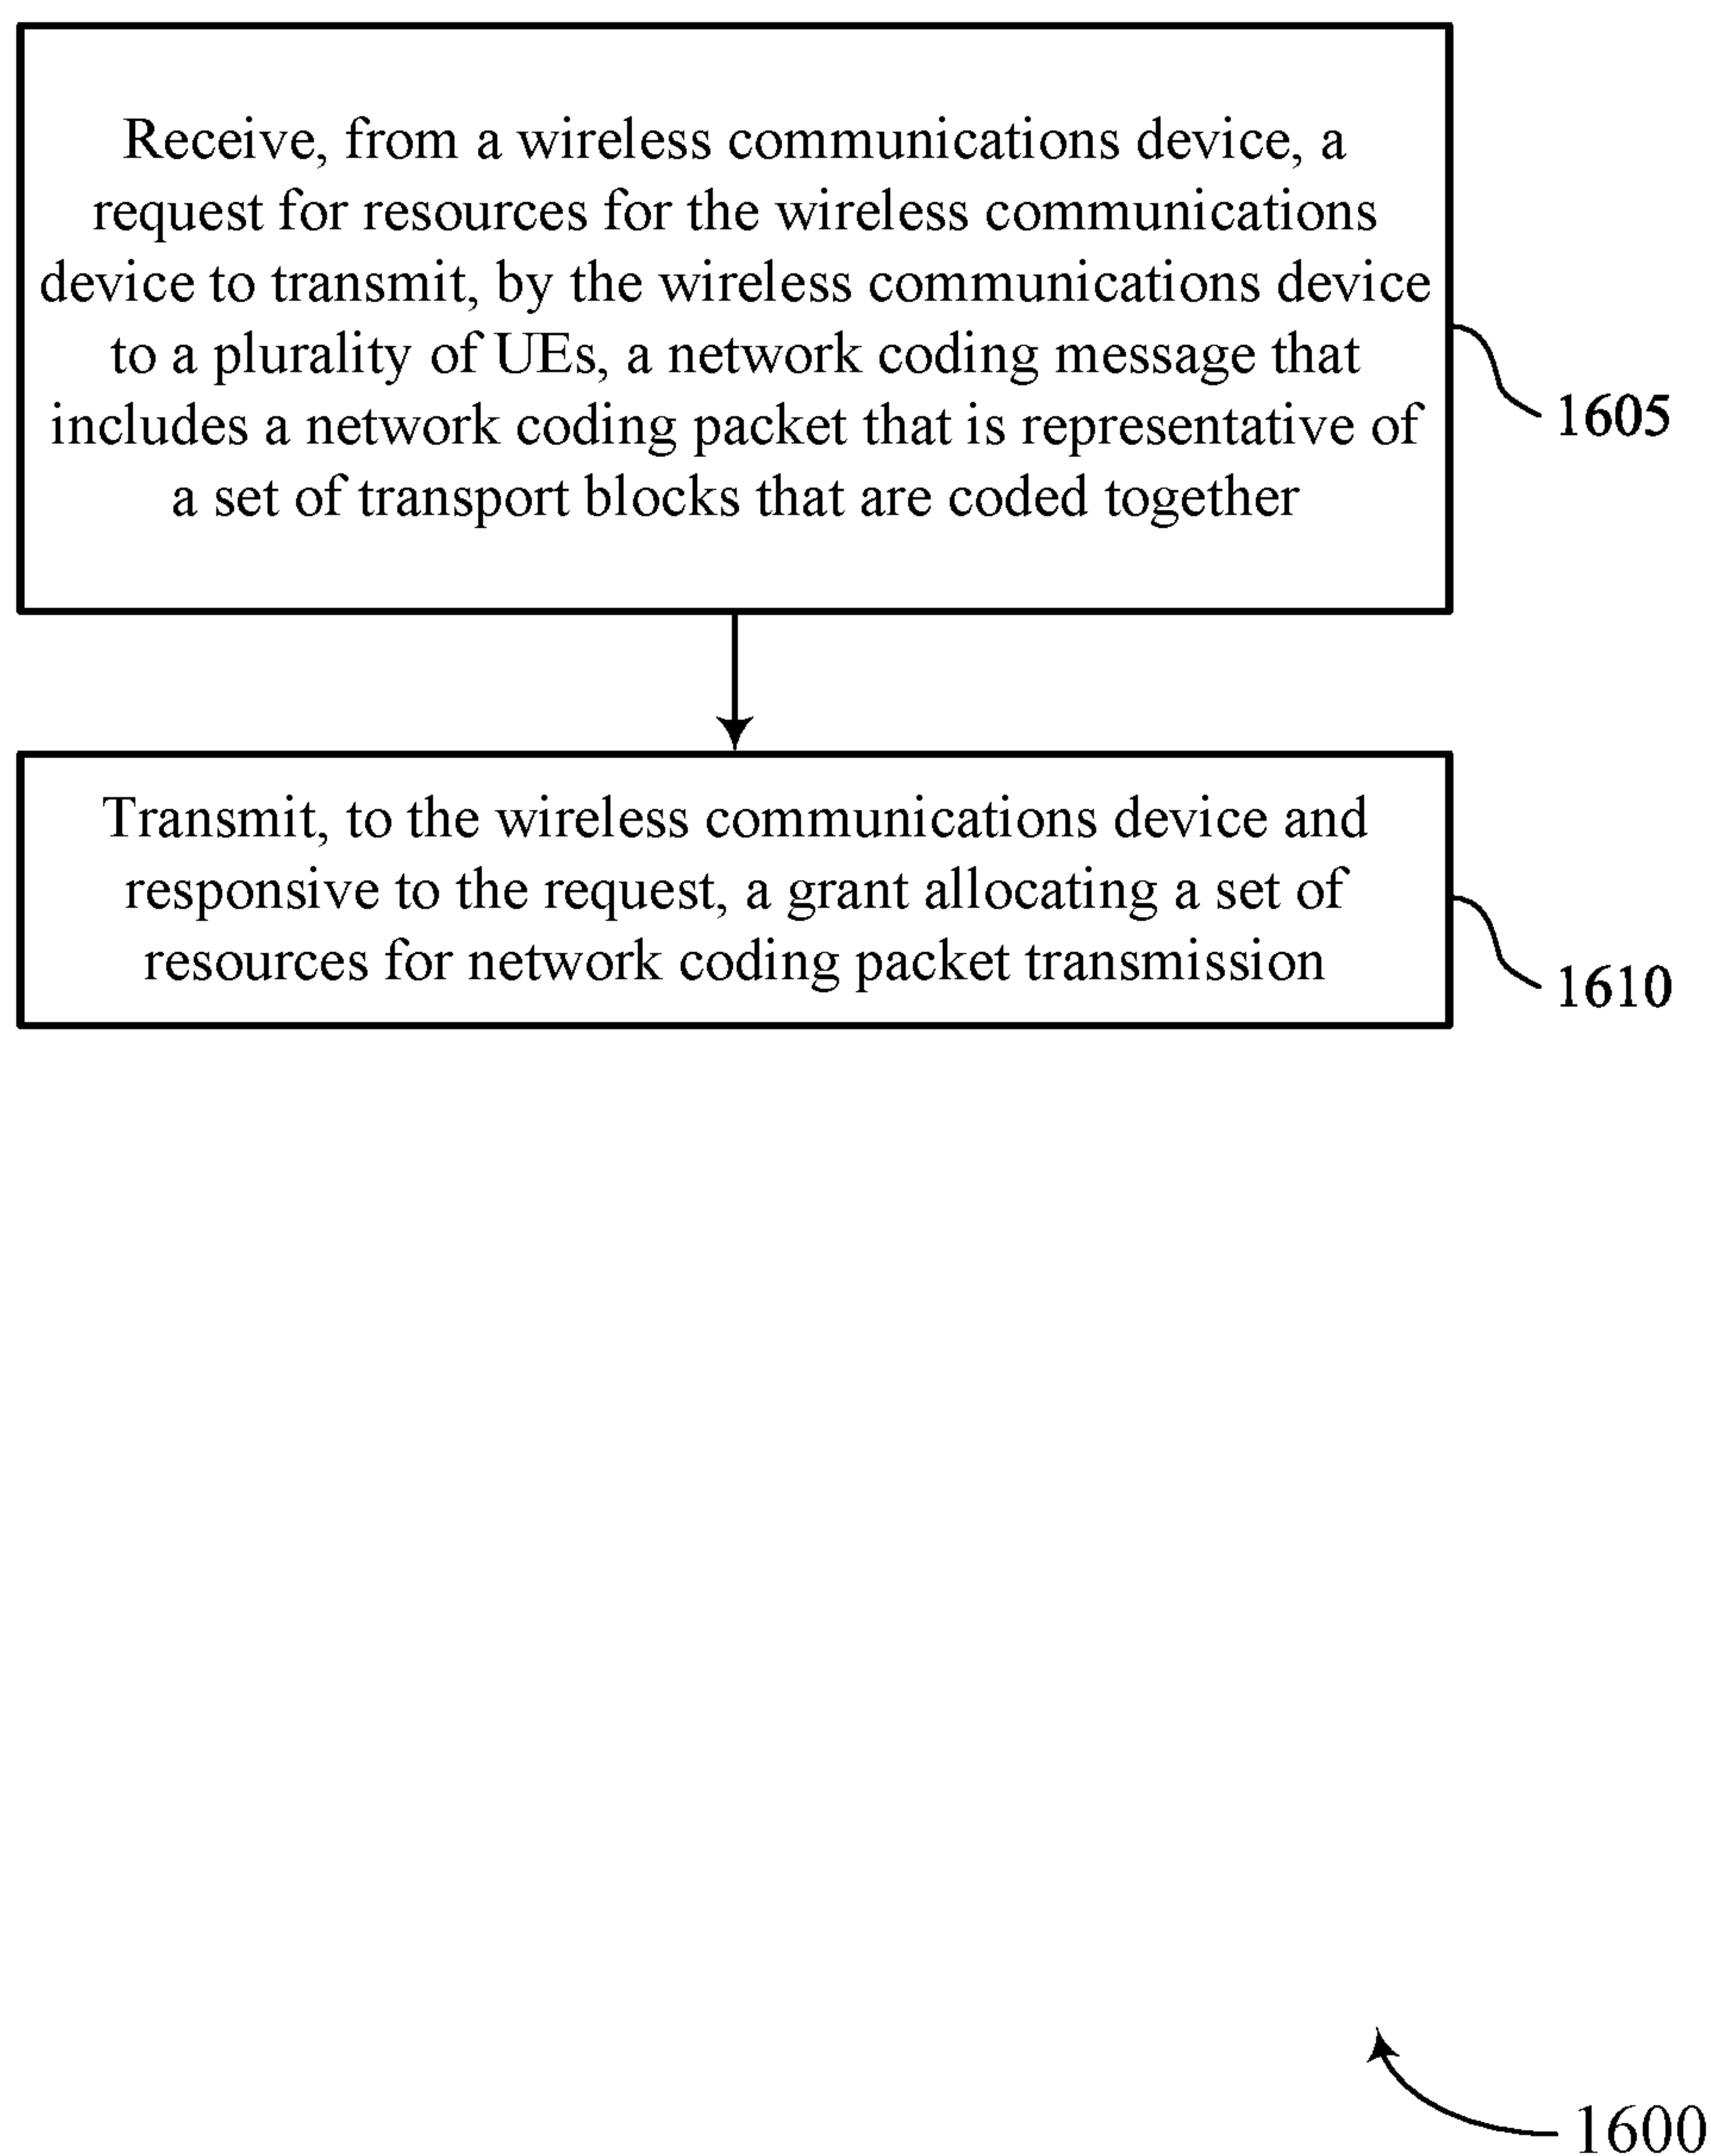 Receive, from a wireless communications device, a
request for resources for the wireless communications
device to transmit, by the wireless communications device
to a plurality of UEs, a network coding message that
includes a network coding packet that is representative of
a set of transport blocks that are coded together
1605
Transmit, to the wireless communications device and
responsive to the request, a grant allocating a set of
resources for network coding packet transmission
1610
1600